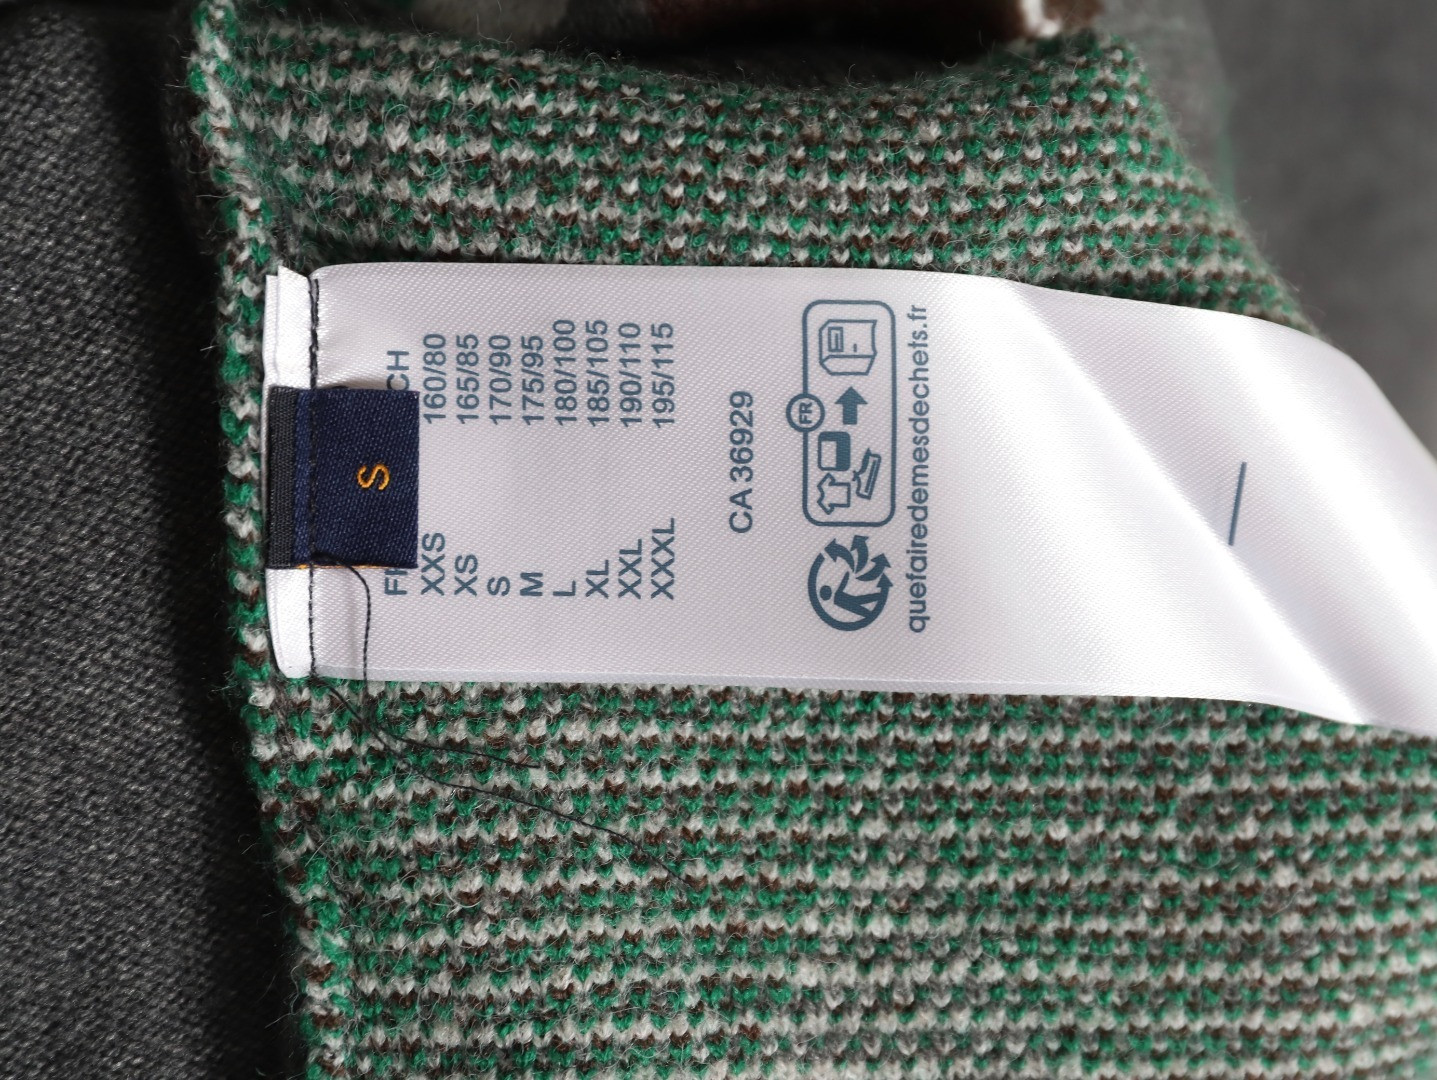 S
FR CH
XXS 160/80
XS 165/85
S 170/90
M 175/95
L 180/100
XL 185/105
XXL 190/110
XXXL 195/115
CA 36929
FR
quefairedemesdechets.fr